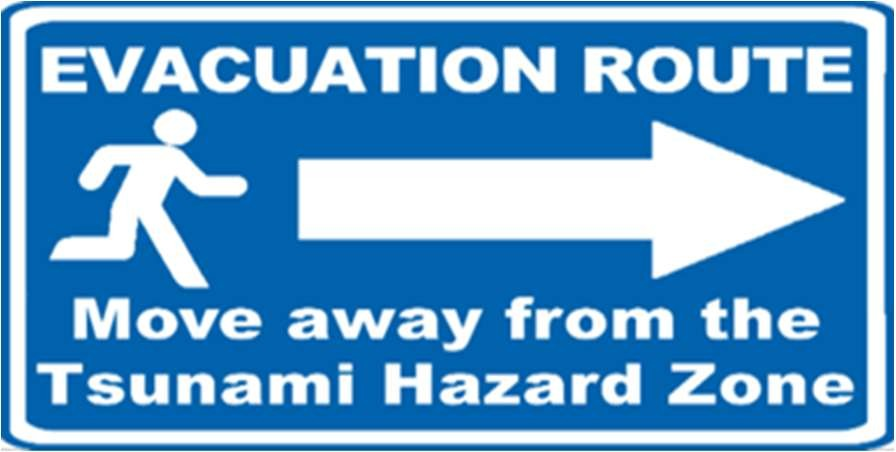 EVACUATION ROUTE
Move away from the
Tsunami Hazard Zone